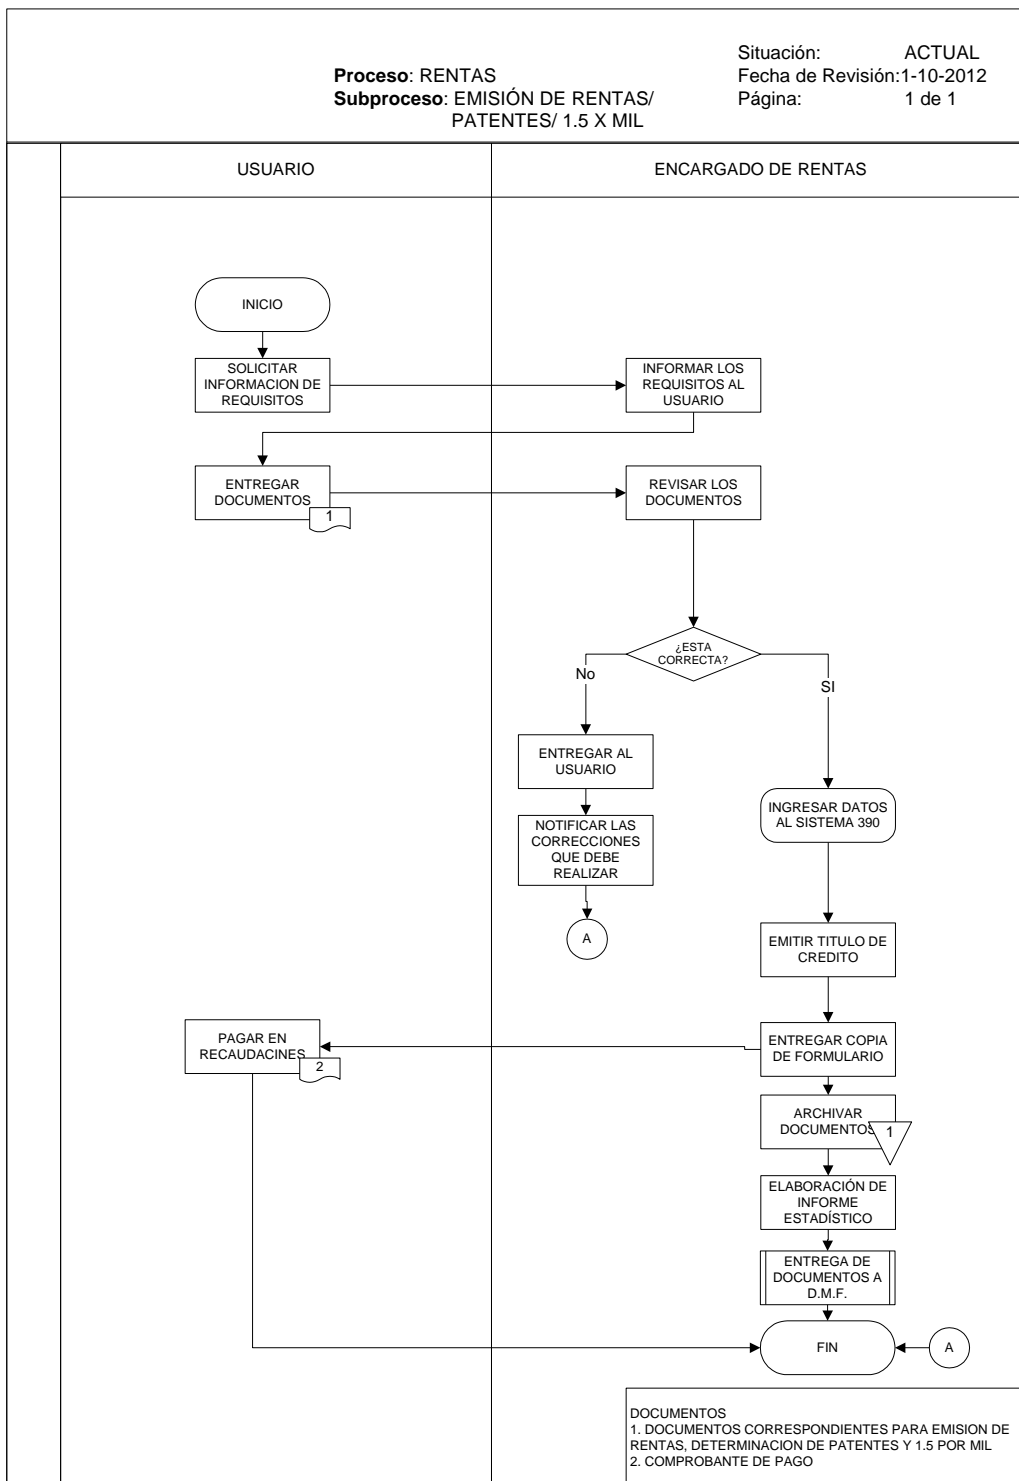 Proceso: RENTAS
Subproceso: EMISIÓN DE RENTAS/
PATENTES/ 1.5 X MIL
Situación: ACTUAL
Fecha de Revisión:1-10-2012
Página: 1 de 1
USUARIO
ENCARGADO DE RENTAS
INICIO
SOLICITAR
INFORMACION DE
REQUISITOS
INFORMAR LOS
REQUISITOS AL
USUARIO
ENTREGAR
DOCUMENTOS
1
REVISAR LOS
DOCUMENTOS
¿ESTA
CORRECTA?
No
SI
ENTREGAR AL
USUARIO
INGRESAR DATOS
AL SISTEMA 390
NOTIFICAR LAS
CORRECCIONES
QUE DEBE
REALIZAR
A
EMITIR TITULO DE
CREDITO
PAGAR EN
RECAUDACINES
2
ENTREGAR COPIA
DE FORMULARIO
ARCHIVAR
DOCUMENTOS
1
ELABORACIÓN DE
INFORME
ESTADÍSTICO
ENTREGA DE
DOCUMENTOS A
D.M.F.
FIN
A
DOCUMENTOS
1. DOCUMENTOS CORRESPONDIENTES PARA EMISION DE
RENTAS, DETERMINACION DE PATENTES Y 1.5 POR MIL
2. COMPROBANTE DE PAGO